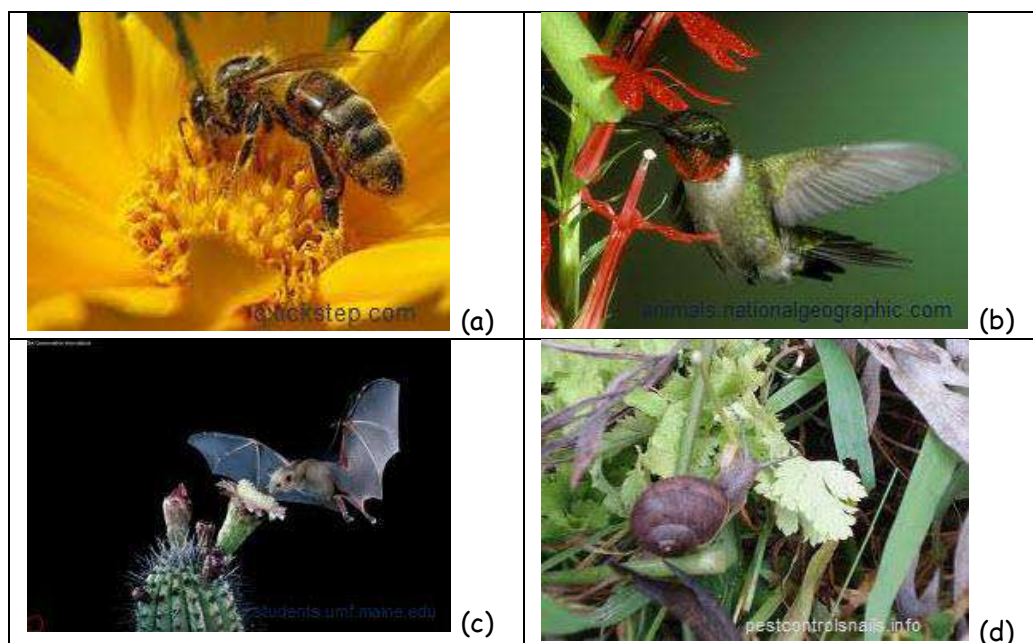 (a)
animals.nationalgeographic.com
(b)
students.umf.maine.edu
(c)
pestcontrolsnails.info
(d)